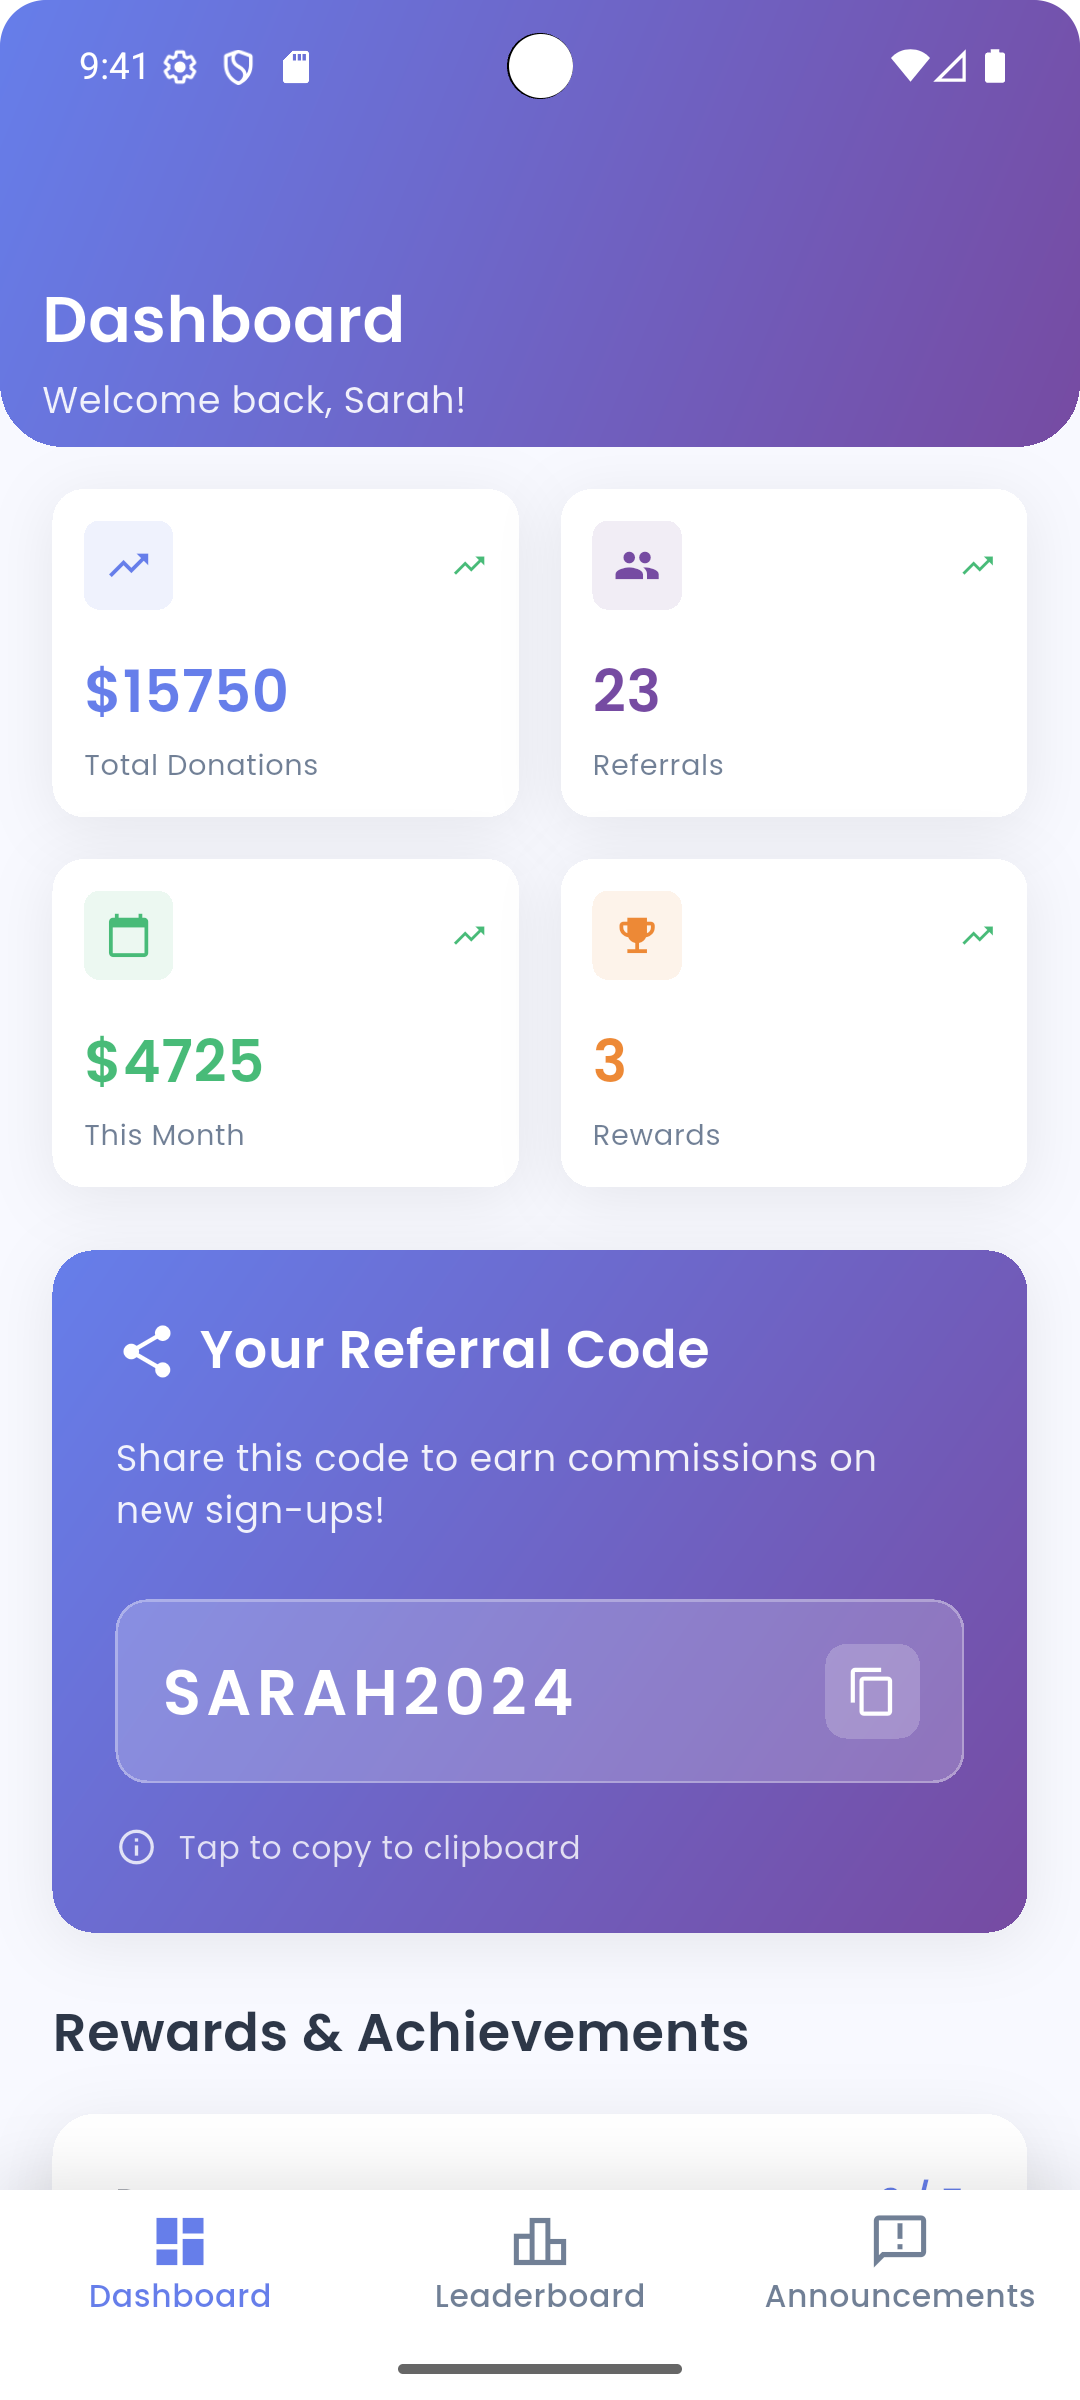 9:41
Dashboard
Welcome back, Sarah!
$15750
Total Donations
23
Referrals
$4725
This Month
3
Rewards
Your Referral Code
Share this code to earn commissions on
new sign-ups!
SARAH2024
Tap to copy to clipboard
Rewards & Achievements
Dashboard
Leaderboard
Announcements